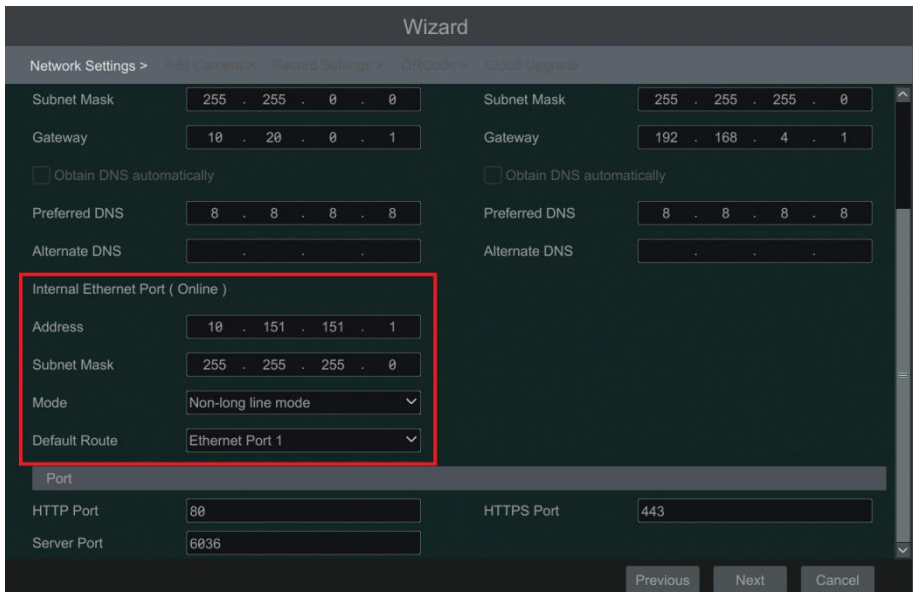 Wizard
Network Settings > Add Camera > Record Settings > QRCode > Cloud Upgrade
Subnet Mask 255 . 255 . 0 . 0 Subnet Mask 255 . 255 . 255 . 0
Gateway 10 . 20 . 0 . 1 Gateway 192 . 168 . 4 . 1
Obtain DNS automatically Obtain DNS automatically
Preferred DNS 8 . 8 . 8 . 8 Preferred DNS 8 . 8 . 8 . 8
Alternate DNS . . . Alternate DNS . . .
Internal Ethernet Port ( Online )
Address 10 . 151 . 151 . 1
Subnet Mask 255 . 255 . 255 . 0
Mode Non-long line mode
Default Route Ethernet Port 1
Port
HTTP Port 80 HTTPS Port 443
Server Port 6036
Previous Next Cancel